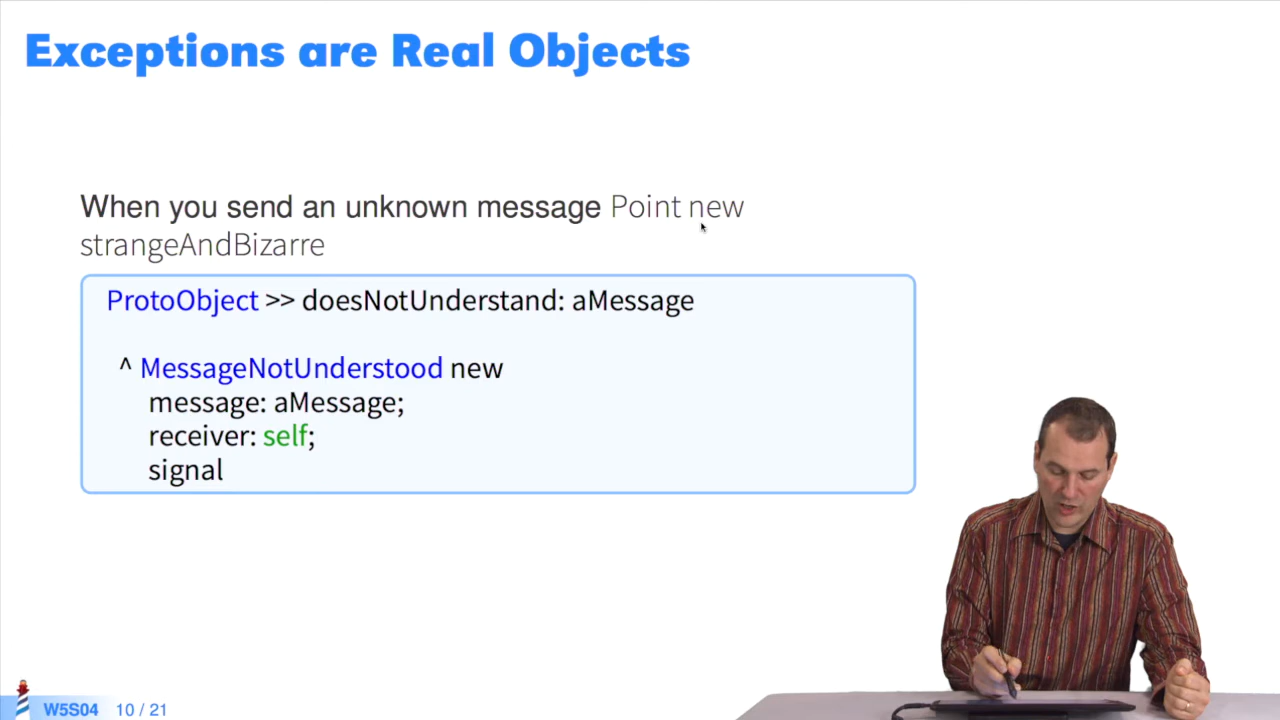 Exceptions are Real Objects
When you send an unknown message Point new
strangeAndBizarre
ProtoObject >> doesNotUnderstand: aMessage
^ MessageNotUnderstood new
message: aMessage;
receiver: self;
signal
W5S04 10 / 21